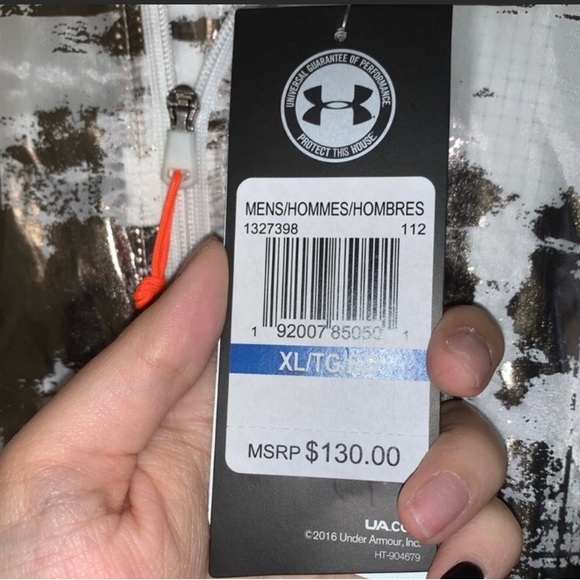 UNIVERSAL GUARANTEE OF PERFORMANCE.
PROTECT THIS HOUSE.
MENS/HOMMES/HOMBRES
1327398 112
1 92007 85050 1
XL/TG/
MSRP $130.00
UA.CO
©2016 Under Armour, Inc.
HT-904679